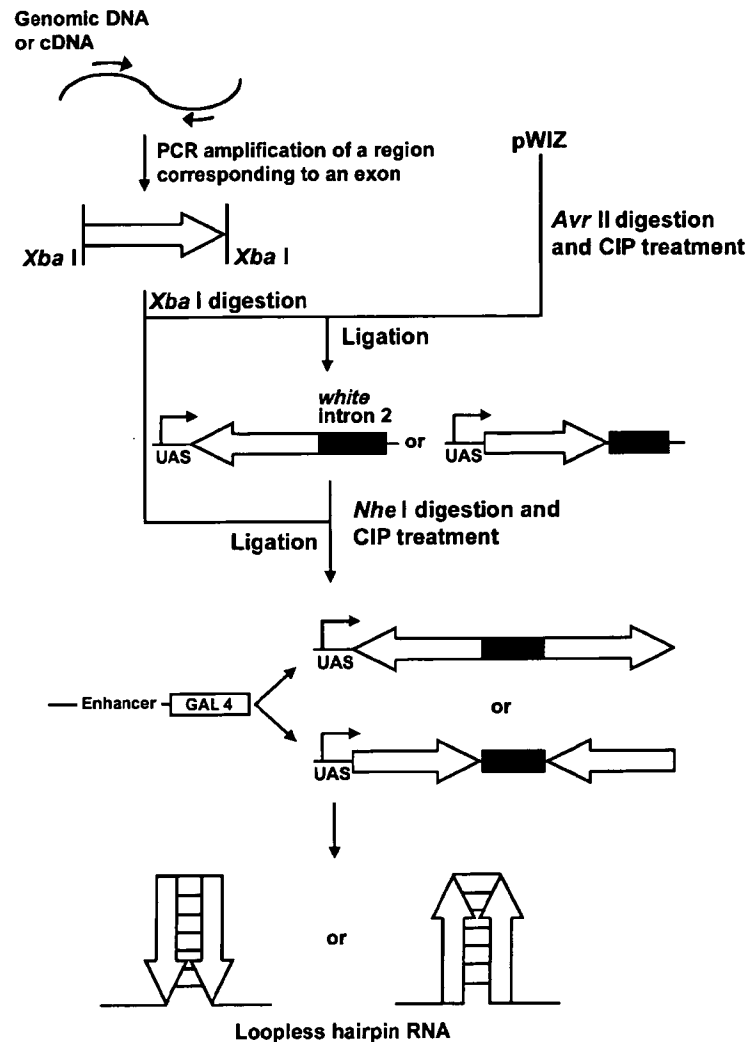 Genomic DNA
or cDNA
PCR amplification of a region
corresponding to an exon
pWIZ
Avr II digestion
and CIP treatment
Xba I
Xba I
Xba I digestion
Ligation
white
intron 2
UAS
or
UAS
Nhe I digestion and
CIP treatment
Ligation
UAS
Enhancer
GAL 4
or
UAS
or
Loopless hairpin RNA